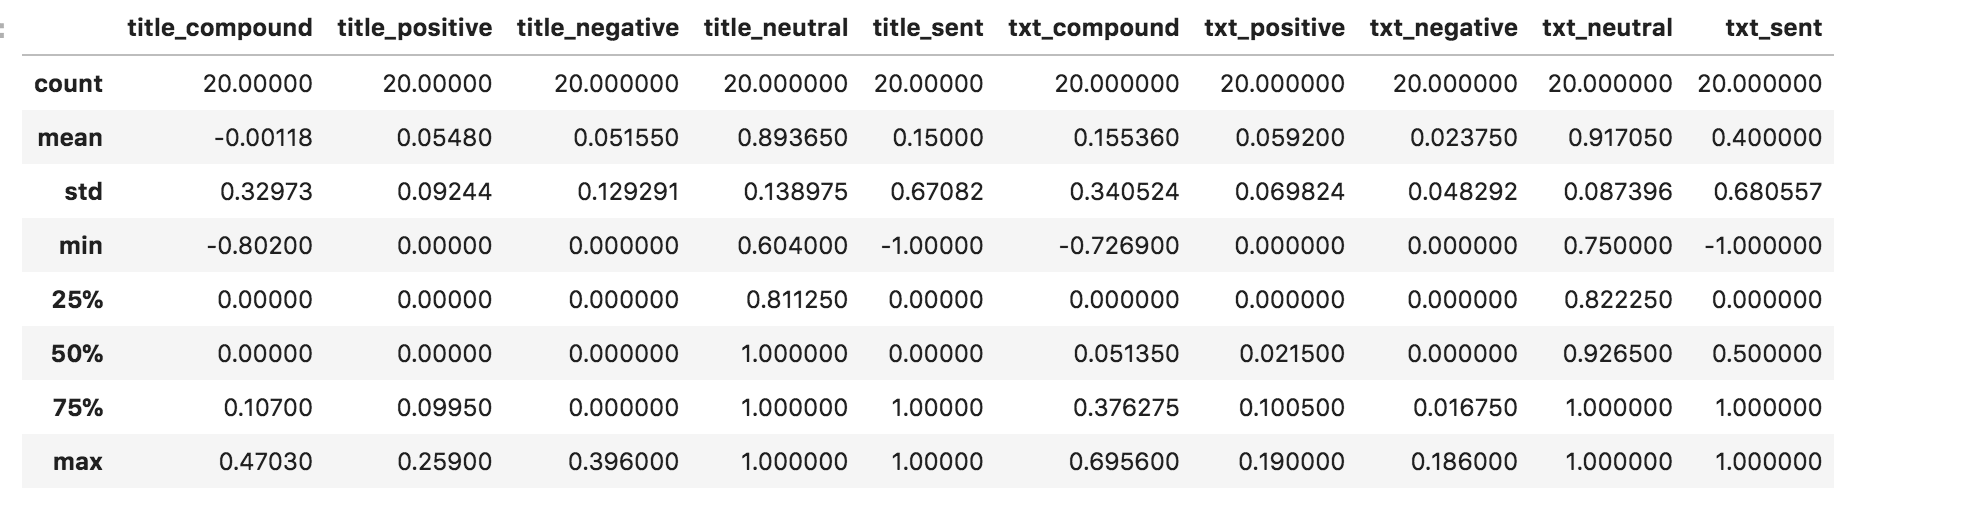 title_compound title_positive title_negative title_neutral title_sent txt_compound txt_positive txt_negative txt_neutral txt_sent
count 20.00000 20.00000 20.000000 20.000000 20.00000 20.000000 20.000000 20.000000 20.000000 20.000000
mean -0.00118 0.05480 0.051550 0.893650 0.15000 0.155360 0.059200 0.023750 0.917050 0.400000
std 0.32973 0.09244 0.129291 0.138975 0.67082 0.340524 0.069824 0.048292 0.087396 0.680557
min -0.80200 0.00000 0.000000 0.604000 -1.00000 -0.726900 0.000000 0.000000 0.750000 -1.000000
25% 0.00000 0.00000 0.000000 0.811250 0.00000 0.000000 0.000000 0.000000 0.822250 0.000000
50% 0.00000 0.00000 0.000000 1.000000 0.00000 0.051350 0.021500 0.000000 0.926500 0.500000
75% 0.10700 0.09950 0.000000 1.000000 1.00000 0.376275 0.100500 0.016750 1.000000 1.000000
max 0.47030 0.25900 0.396000 1.000000 1.00000 0.695600 0.190000 0.186000 1.000000 1.000000